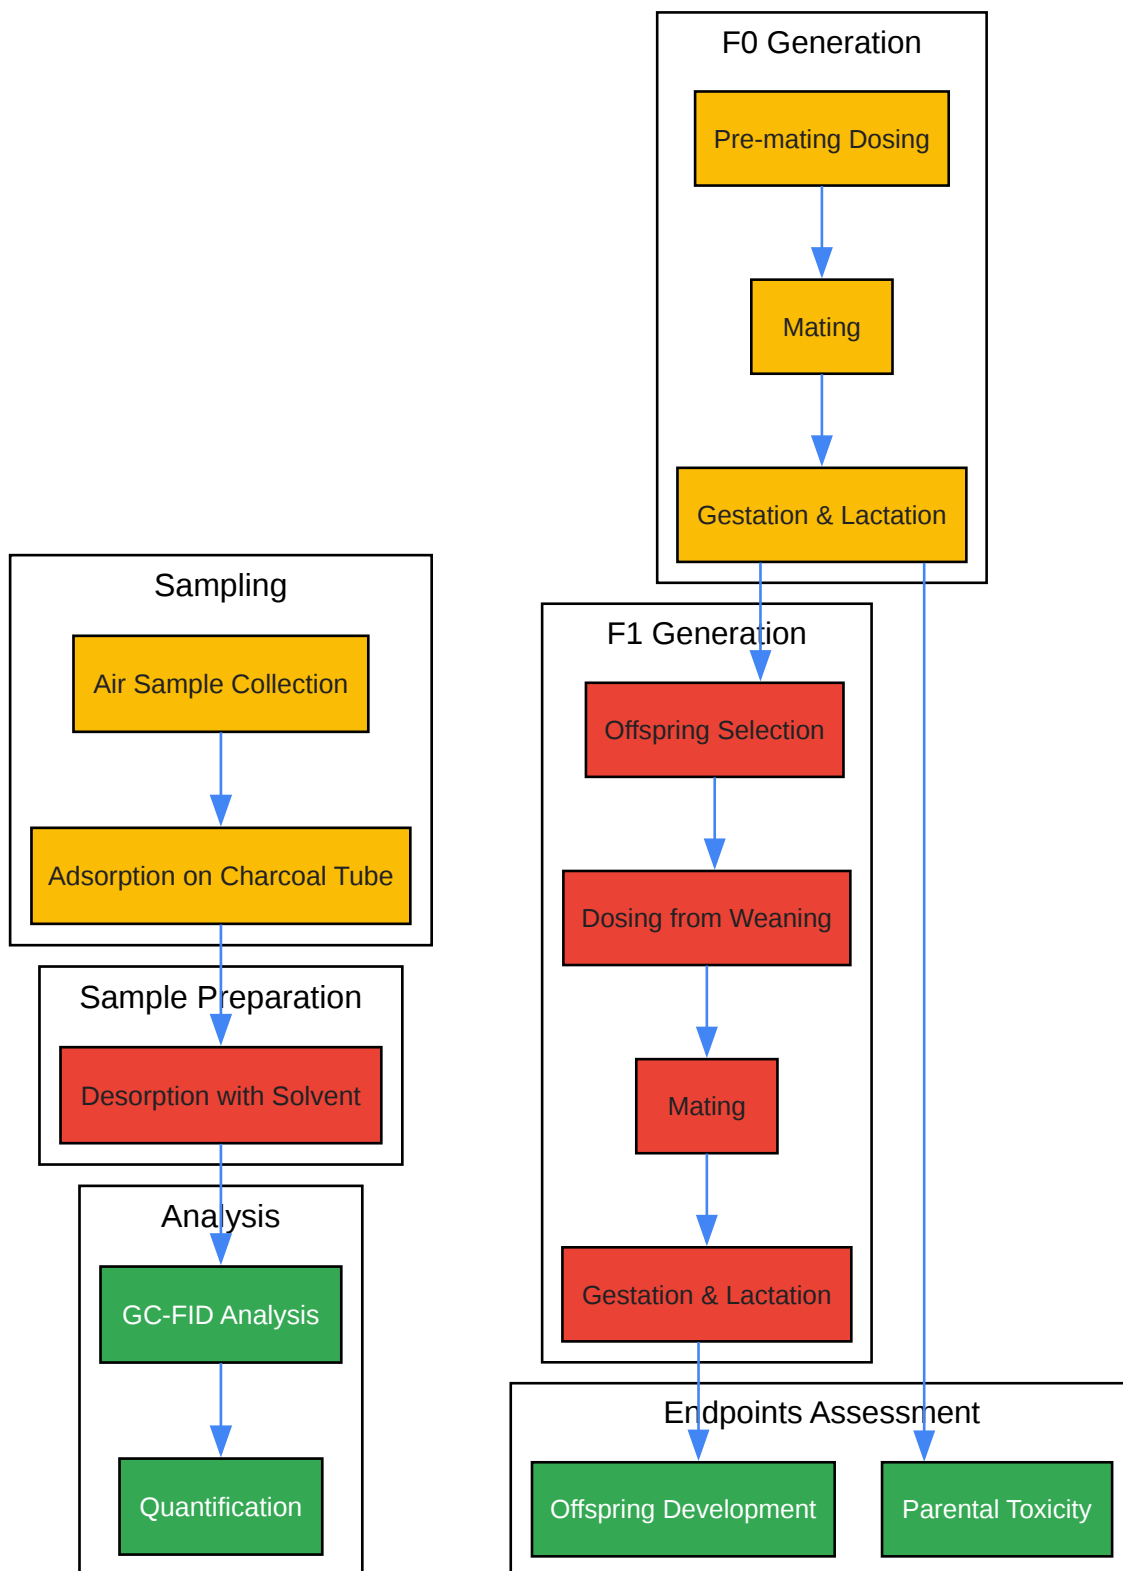 F0 Generation
Pre-mating Dosing
Mating
Gestation & Lactation
Sampling
Air Sample Collection
Adsorption on Charcoal Tube
Sample Preparation
Desorption with Solvent
Analysis
GC-FID Analysis
Quantification
F1 Generation
Offspring Selection
Dosing from Weaning
Mating
Gestation & Lactation
Endpoints Assessment
Offspring Development
Parental Toxicity